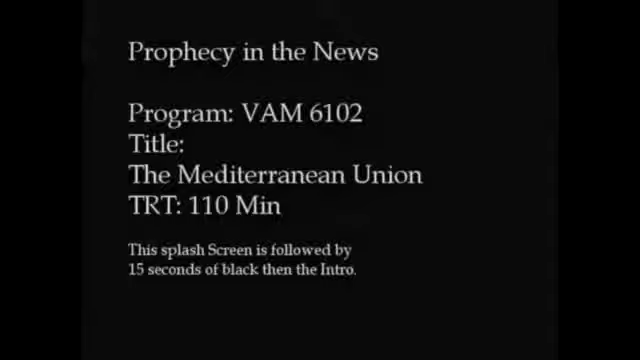 Prophecy in the News
Program: VAM 6102
Title:
The Mediterranean Union
TRT: 110 Min
This splash Screen is followed by
15 seconds of black then the Intro.